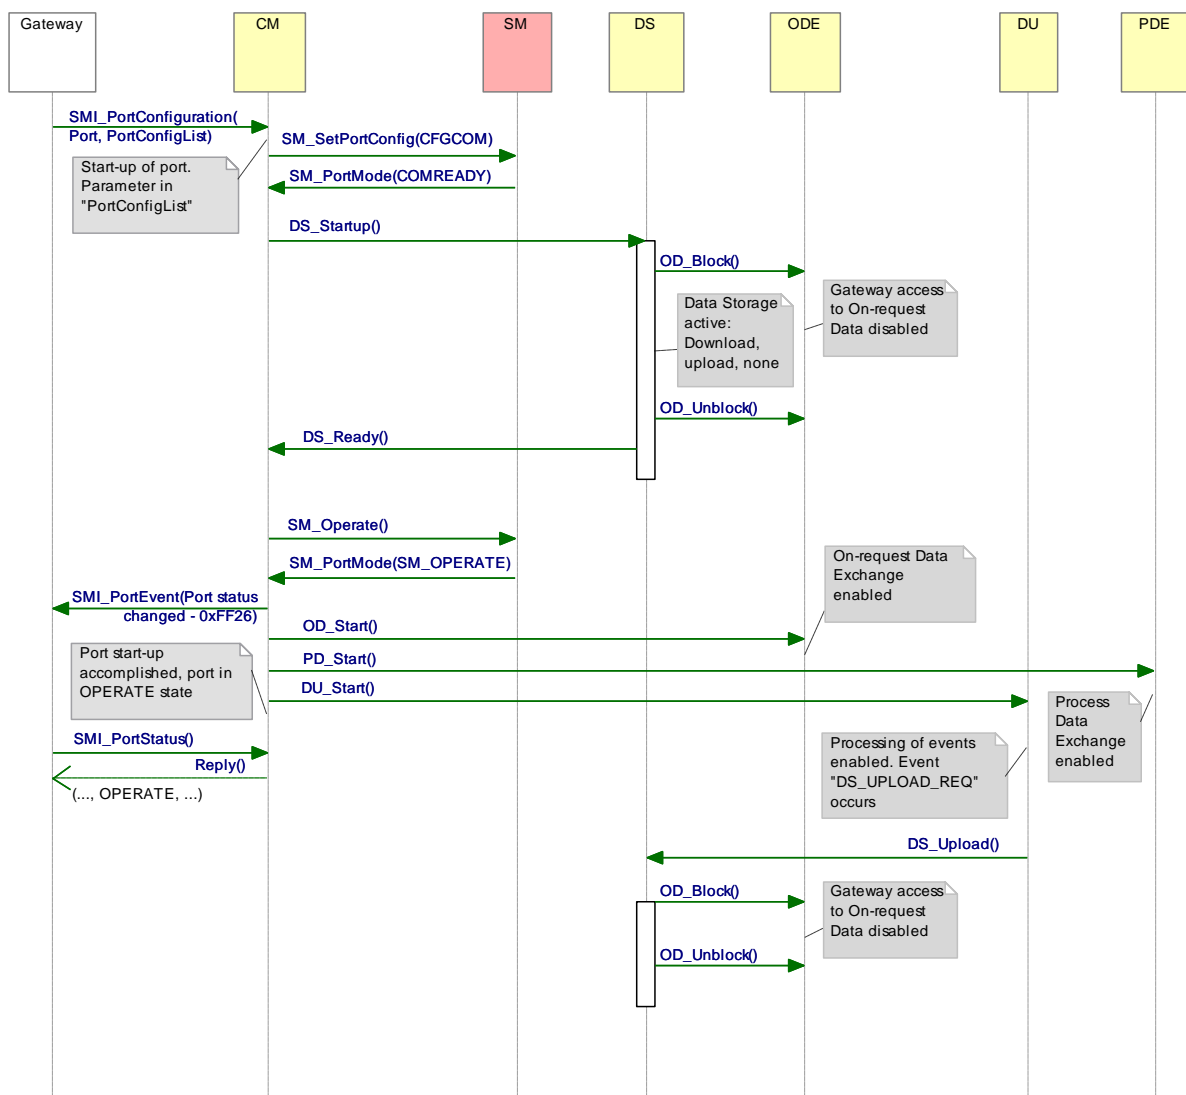 Gateway
CM
SM
DS
ODE
DU
PDE
SMI_PortConfiguration(
Port, PortConfigList)
SM_SetPortConfig(CFGCOM)
Start-up of port.
Parameter in
"PortConfigList"
SM_PortMode(COMREADY)
DS_Startup()
OD_Block()
Gateway access
to On-request
Data disabled
Data Storage
active:
Download,
upload, none
OD_Unblock()
DS_Ready()
SM_Operate()
SM_PortMode(SM_OPERATE)
On-request Data
Exchange
enabled
SMI_PortEvent(Port status
changed - 0xFF26)
OD_Start()
Port start-up
accomplished, port in
OPERATE state
PD_Start()
DU_Start()
Process
Data
Exchange
enabled
SMI_PortStatus()
Processing of events
enabled. Event
"DS_UPLOAD_REQ"
occurs
Reply()
(..., OPERATE, ...)
DS_Upload()
OD_Block()
Gateway access
to On-request
Data disabled
OD_Unblock()